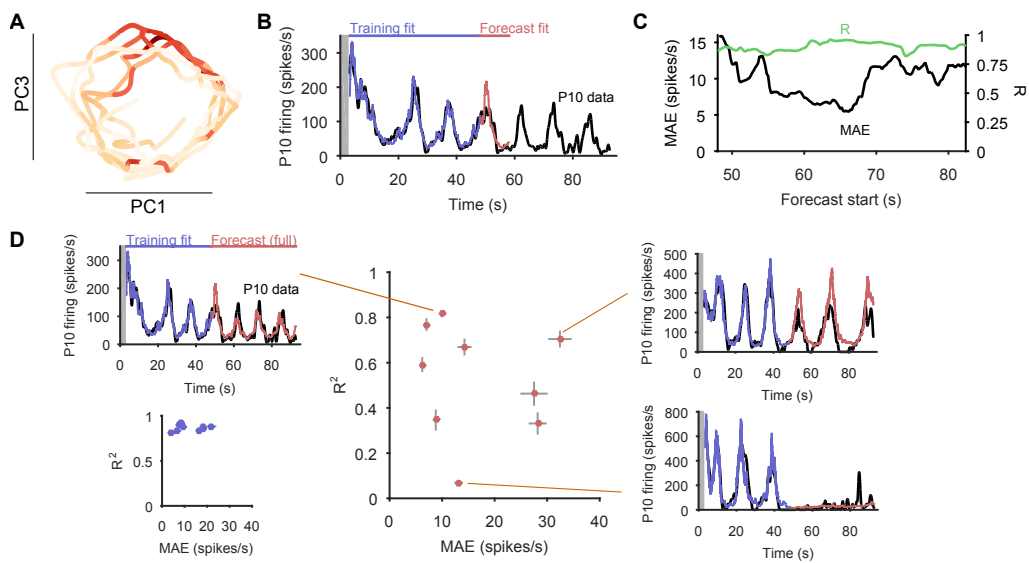 A
PC3
PC1
B
Training fit
Forecast fit
P10 firing (spikes/s)
300
200
100
0
P10 data
0
20
40
60
80
Time (s)
C
MAE (spikes/s)
15
10
5
0
R
MAE
1
0.75
0.5
0.25
0
R
50
60
70
80
Forecast start (s)
D
Training fit
Forecast (full)
P10 firing (spikes/s)
300
200
100
0
P10 data
0
20
40
60
80
Time (s)
R²
1
0.5
0
0
10
20
30
40
MAE (spikes/s)
R²
1
0.8
0.6
0.4
0.2
0
0
10
20
30
40
MAE (spikes/s)
P10 firing (spikes/s)
500
400
300
200
100
0
0
20
40
60
80
Time (s)
P10 firing (spikes/s
800
600
400
200
0
0
20
40
60
80
Time (s)